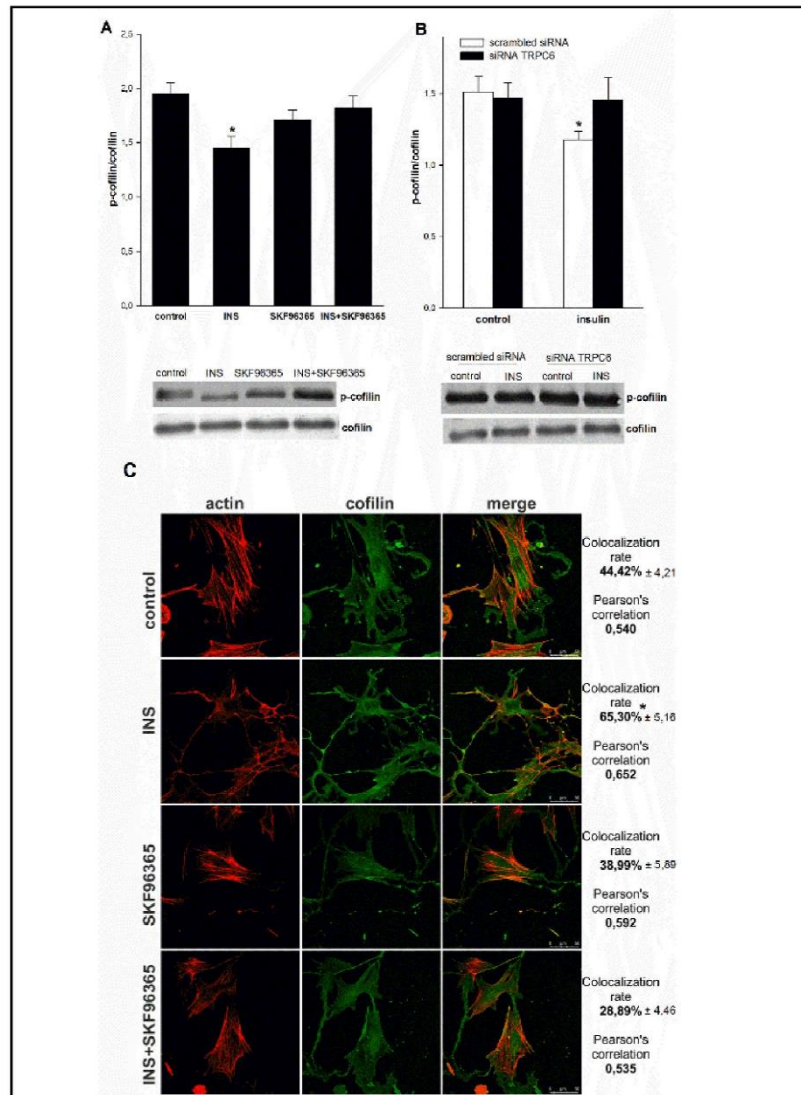 A
2,5
2,0
1,5
1,0
0,5
0,0
p-cofilin/cofilin
*
control INS SKF96365 INS+SKF96365
control INS SKF96365 INS+SKF96365
p-cofilin
cofilin
B
scrambled siRNA
siRNA TRPC6
1,5
1,0
0,5
0,0
p-cofilin/cofilin
*
control insulin
scrambled siRNA siRNA TRPC6
control INS control INS
p-cofilin
cofilin
C
actin cofilin merge
control
Colocalization
rate
44,42% ± 4,21
Pearson's
correlation
0,540
INS
Colocalization
rate *
65,30% ± 5,16
Pearson's
correlation
0,652
SKF96365
Colocalization
rate
38,99% ± 5,89
Pearson's
correlation
0,592
INS+SKF96365
Colocalization
rate
28,89% ± 4,46
Pearson's
correlation
0,535